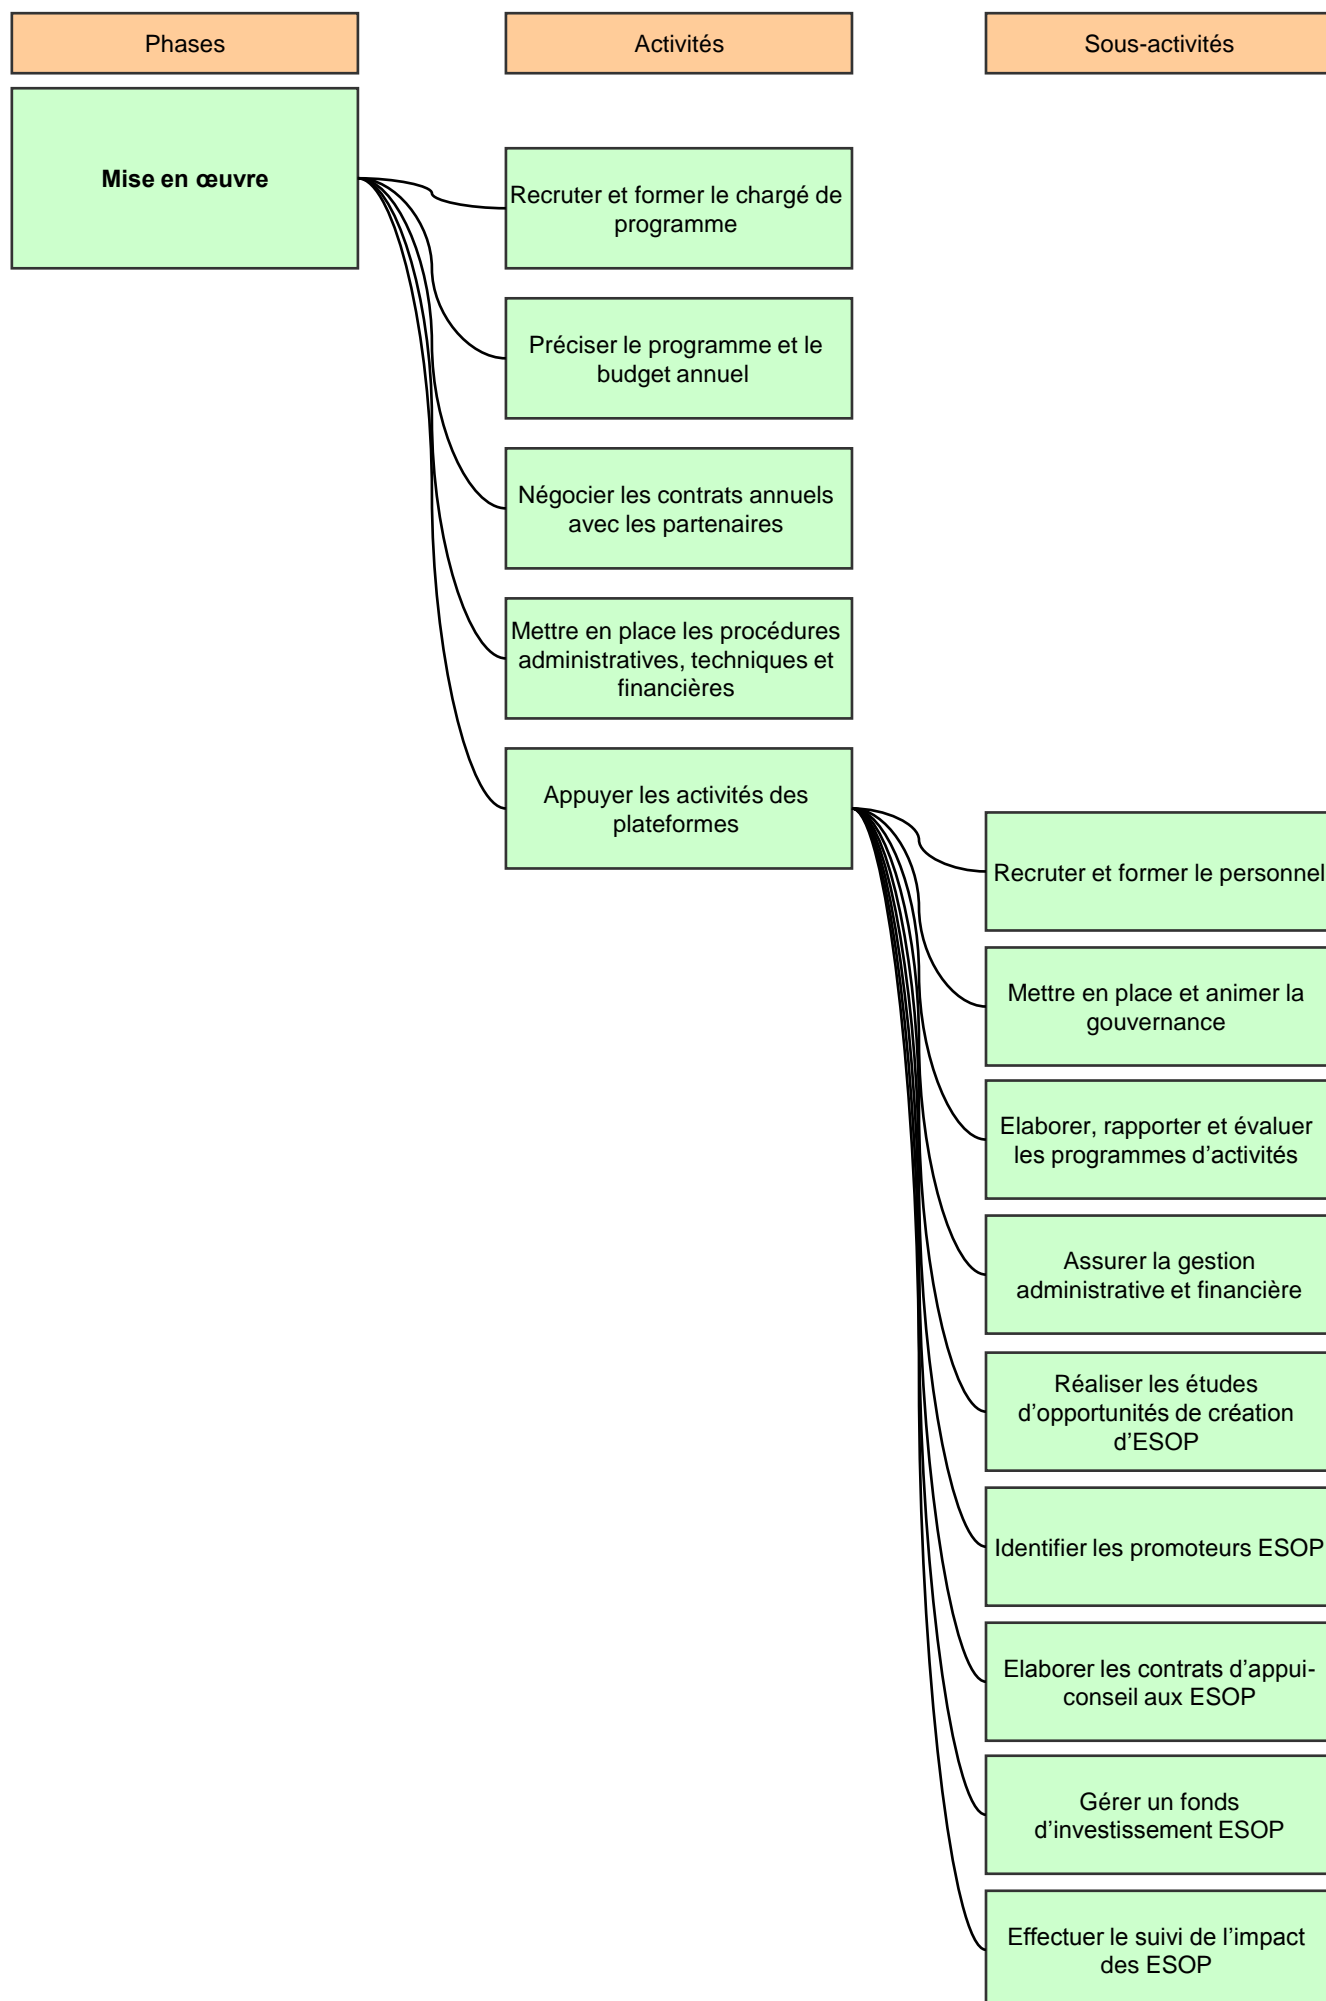 Phases
Activités
Sous-activités
Mise en œuvre
Recruter et former le chargé de
programme
Préciser le programme et le
budget annuel
Négocier les contrats annuels
avec les partenaires
Mettre en place les procédures
administratives, techniques et
financières
Appuyer les activités des
plateformes
Recruter et former le personnel
Mettre en place et animer la
gouvernance
Elaborer, rapporter et évaluer
les programmes d’activités
Assurer la gestion
administrative et financière
Réaliser les études
d’opportunités de création
d’ESOP
Identifier les promoteurs ESOP
Elaborer les contrats d’appui-
conseil aux ESOP
Gérer un fonds
d’investissement ESOP
Effectuer le suivi de l’impact
des ESOP